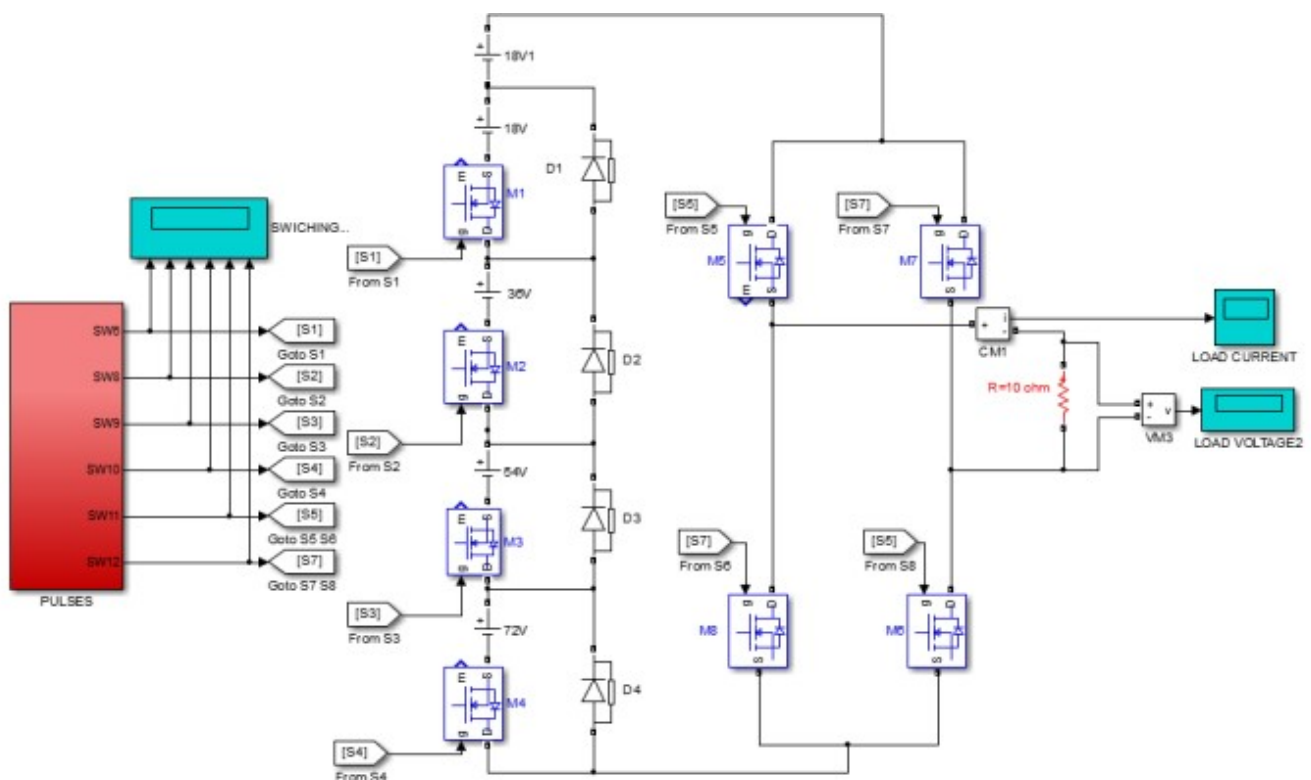 18V1
18V
D1
m
S
M1
g
D
[S1]
From S1
36V
D2
m
S
M2
g
D
[S2]
From S2
54V
D3
m
S
M3
g
D
[S3]
From S3
72V
D4
m
S
M4
g
D
[S4]
From S4
SWICHING...
SW6
SW8
SW9
SW10
SW11
SW12
PULSES
[S1]
Goto S1
[S2]
Goto S2
[S3]
Goto S3
[S4]
Goto S4
[S5]
Goto S5 S6
[S7]
Goto S7 S8
[S5]
From S5
g
D
M5
m
S
[S7]
From S7
g
D
M7
S
+
i
-
CM1
LOAD CURRENT
R=10 ohm
+
-
v
VM3
LOAD VOLTAGE2
[S7]
From S6
g
D
M8
S
[S5]
From S8
g
D
M6
S